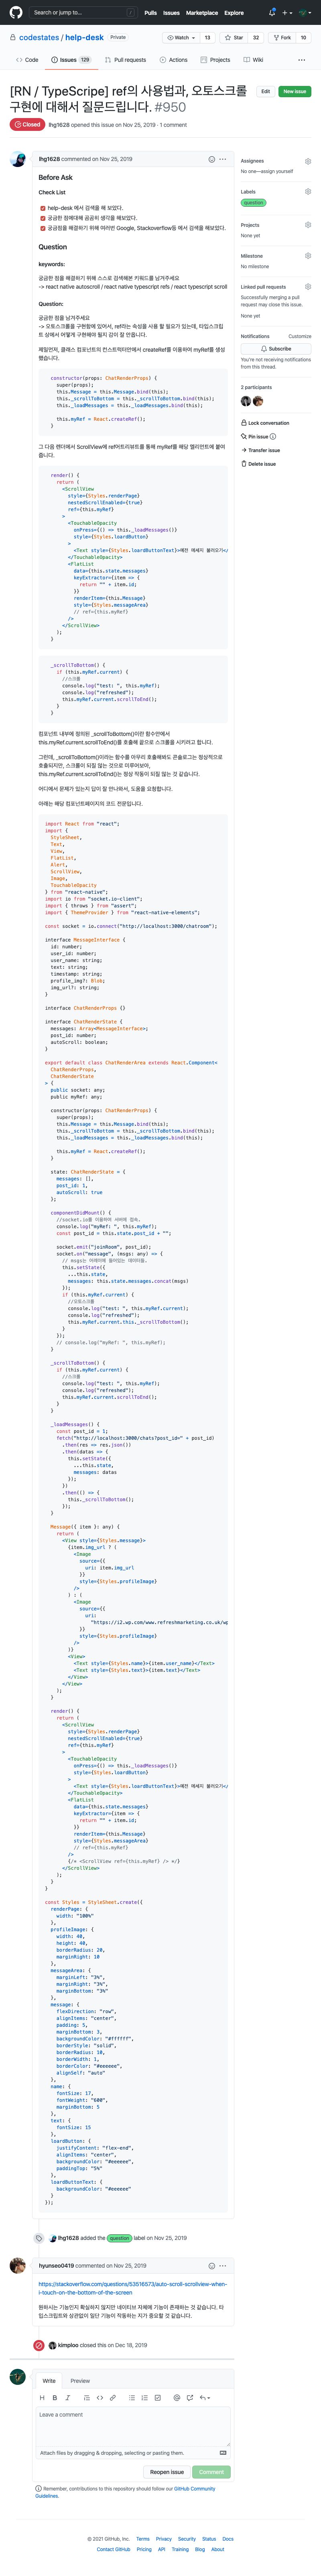 Search or jump to...
/
Pulls Issues Marketplace Explore
codestates / help-desk Private
Watch 13 Star 32 Fork 10
Code Issues 129 Pull requests Actions Projects Wiki
[RN / TypeScripe] ref의 사용법과, 오토스크롤
구현에 대해서 질문드립니다. #950
Edit New issue
Closed lhg1628 opened this issue on Nov 25, 2019 · 1 comment
lhg1628 commented on Nov 25, 2019
Before Ask
Check List
help-desk 에서 검색을 해 보았다.
궁금한 점에대해 곰곰히 생각을 해보았다.
궁금점을 해결하기 위해 여러번 Google, Stackoverflow등 에서 검색을 해보았다.
Question
keywords:
궁금한 점을 해결하기 위해 스스로 검색해본 키워드를 남겨주세요
-> react native autoscroll / react native typescript refs / react typescript scroll
Question:
궁금한 점을 남겨주세요
-> 오토스크롤을 구현함에 있어서, ref라는 속성을 사용 할 필요가 있는데, 타입스크립
트 상에서 어떻게 구현해야 될지 감이 잘 안옵니다.
제일먼저, 클래스 컴포넌트의 컨스트럭터안에서 createRef를 이용하여 myRef를 생성
했습니다.
constructor(props: ChatRenderProps) {
super(props);
this.Message = this.Message.bind(this);
this._scrollToBottom = this._scrollToBottom.bind(this);
this._loadMessages = this._loadMessages.bind(this);
this.myRef = React.createRef();
}
그 다음 렌더에서 ScrollView에 ref어트리뷰트를 통해 myRef를 해당 엘리먼트에 붙여
줍니다.
render() {
return (
<ScrollView
style={Styles.renderPage}
nestedScrollEnabled={true}
ref={this.myRef}
>
<TouchableOpacity
onPress={() => this._loadMessages()}
style={Styles.loardButton}
>
<Text style={Styles.loardButtonText}>예전 메세지 불러오기</
</TouchableOpacity>
<FlatList
data={this.state.messages}
keyExtractor={item => {
return "" + item.id;
}}
renderItem={this.Message}
style={Styles.messageArea}
// ref={this.myRef}
/>
</ScrollView>
);
}
_scrollToBottom() {
if (this.myRef.current) {
//스크롤
console.log("test: ", this.myRef);
console.log("refreshed");
this.myRef.current.scrollToEnd();
}
}
컴포넌트 내부에 정의된 _scrollToBottom()이란 함수안에서
this.myRef.current.scrollToEnd()를 호출해 끝으로 스크롤을 시키려고 합니다.
그런데, _scrollToBottom()이라는 함수를 아무리 호출해봐도 콘솔로그는 정상적으로
호출되지만, 스크롤이 되질 않는 것으로 미루어보아,
this.myRef.current.scrollToEnd()는 정상 작동이 되질 않는 것 같습니다.
어디에서 문제가 있는지 답이 잘 안나와서, 도움을 요청합니다.
아래는 해당 컴포넌트페이지의 코드 전문입니다.
import React from "react";
import {
StyleSheet,
Text,
View,
FlatList,
Alert,
ScrollView,
Image,
TouchableOpacity
} from "react-native";
import io from "socket.io-client";
import { throws } from "assert";
import { ThemeProvider } from "react-native-elements";
const socket = io.connect("http://localhost:3000/chatroom");
interface MessageInterface {
id: number;
user_id: number;
user_name: string;
text: string;
timestamp: string;
profile_img?: Blob;
img_url?: string;
}
interface ChatRenderProps {}
interface ChatRenderState {
messages: Array<MessageInterface>;
post_id: number;
autoScroll: boolean;
}
export default class ChatRenderArea extends React.Component<
ChatRenderProps,
ChatRenderState
> {
public socket: any;
public myRef: any;
constructor(props: ChatRenderProps) {
super(props);
this.Message = this.Message.bind(this);
this._scrollToBottom = this._scrollToBottom.bind(this);
this._loadMessages = this._loadMessages.bind(this);
this.myRef = React.createRef();
}
state: ChatRenderState = {
messages: [],
post_id: 1,
autoScroll: true
};
componentDidMount() {
//socket.io를 이용하여 서버에 접속.
console.log("myRef: ", this.myRef);
const post_id = this.state.post_id + "";
socket.emit("joinRoom", post_id);
socket.on("message", (msgs: any) => {
// msgs는 어레이에 들어있는 데이터들.
this.setState({
...this.state,
messages: this.state.messages.concat(msgs)
});
if (this.myRef.current) {
//오토스크롤
console.log("test: ", this.myRef.current);
console.log("refreshed");
this.myRef.current.this._scrollToBottom();
}
});
// console.log("myRef: ", this.myRef);
}
_scrollToBottom() {
if (this.myRef.current) {
//스크롤
console.log("test: ", this.myRef);
console.log("refreshed");
this.myRef.current.scrollToEnd();
}
}
_loadMessages() {
const post_id = 1;
fetch("http://localhost:3000/chats?post_id=" + post_id)
.then(res => res.json())
.then(datas => {
this.setState({
...this.state,
messages: datas
});
})
.then(() => {
this._scrollToBottom();
});
}
Message({ item }: any) {
return (
<View style={Styles.message}>
{item.img_url ? (
<Image
source={{
uri: item.img_url
}}
style={Styles.profileImage}
/>
) : (
<Image
source={{
uri:
"https://i2.wp.com/www.refreshmarketing.co.uk/wp
}}
style={Styles.profileImage}
/>
)}
<View>
<Text style={Styles.name}>{item.user_name}</Text>
<Text style={Styles.text}>{item.text}</Text>
</View>
</View>
);
}
render() {
return (
<ScrollView
style={Styles.renderPage}
nestedScrollEnabled={true}
ref={this.myRef}
>
<TouchableOpacity
onPress={() => this._loadMessages()}
style={Styles.loardButton}
>
<Text style={Styles.loardButtonText}>예전 메세지 불러오기</
</TouchableOpacity>
<FlatList
data={this.state.messages}
keyExtractor={item => {
return "" + item.id;
}}
renderItem={this.Message}
style={Styles.messageArea}
// ref={this.myRef}
/>
{/* <ScrollView ref={this.myRef} /> */}
</ScrollView>
);
}
}
const Styles = StyleSheet.create({
renderPage: {
width: "100%"
},
profileImage: {
width: 40,
height: 40,
borderRadius: 20,
marginRight: 10
},
messageArea: {
marginLeft: "3%",
marginRight: "3%",
marginBottom: "3%"
},
message: {
flexDirection: "row",
alignItems: "center",
padding: 5,
marginBottom: 3,
backgroundColor: "#ffffff",
borderStyle: "solid",
borderRadius: 10,
borderWidth: 1,
borderColor: "#eeeeee",
alignSelf: "auto"
},
name: {
fontSize: 17,
fontWeight: "600",
marginBottom: 5
},
text: {
fontSize: 15
},
loardButton: {
justifyContent: "flex-end",
alignItems: "center",
backgroundColor: "#eeeeee",
paddingTop: "5%"
},
loardButtonText: {
backgroundColor: "#eeeeee"
}
});
lhg1628 added the question label on Nov 25, 2019
hyunseo0419 commented on Nov 25, 2019
https://stackoverflow.com/questions/53516573/auto-scroll-scrollview-when-
i-touch-on-the-bottom-of-the-screen
원하시는 기능인지 확실하지 않지만 네이티브 자체에 기능이 존재하는 것 같습니다. 타
입스크립트와 상관없이 일단 기능이 작동하는 지가 중요할 것 같습니다.
kimploo closed this on Dec 18, 2019
Write Preview
Leave a comment
Attach files by dragging & dropping, selecting or pasting them.
Reopen issue Comment
Remember, contributions to this repository should follow our GitHub Community
Guidelines.
Assignees
No one—assign yourself
Labels
question
Projects
None yet
Milestone
No milestone
Linked pull requests
Successfully merging a pull
request may close this issue.
None yet
Notifications Customize
Subscribe
You're not receiving notifications
from this thread.
2 participants
Lock conversation
Pin issue
Transfer issue
Delete issue
© 2021 GitHub, Inc. Terms Privacy Security Status Docs
Contact GitHub Pricing API Training Blog About